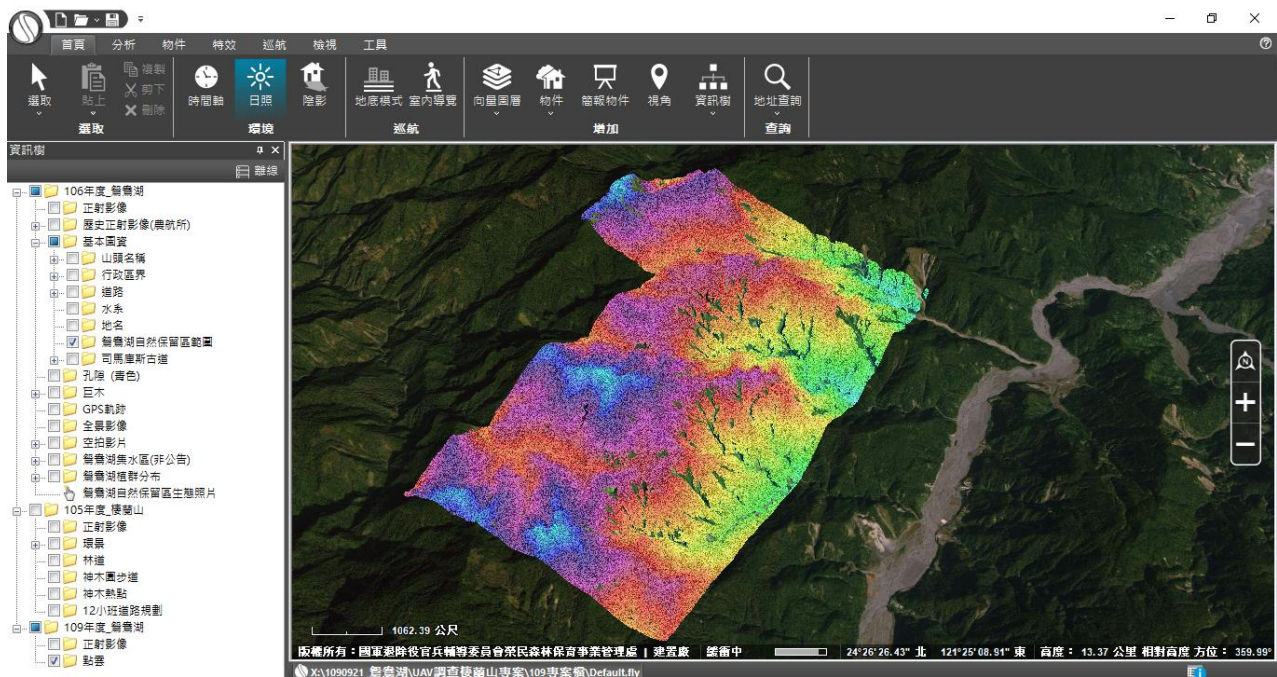 首頁 分析 物件 特效 巡航 檢視 工具
選取 貼上 複製 剪下 刪除 時間軸 日照 陰影 地底模式 室內導覽 向量圖層 物件 簡報物件 視角 資訊樹 地址查詢
選取 環境 巡航 增加 查詢
資訊樹
離線
106年度_鴛鴦湖
正射影像
歷史正射影像(農航所)
基本圖資
山頭名稱
行政區界
道路
水系
地名
鴛鴦湖自然保留區範圍
司馬庫斯古道
孔隙 (青色)
巨木
GPS軌跡
全景影像
空拍影片
鴛鴦湖集水區(非公告)
鴛鴦湖植群分布
鴛鴦湖自然保留區生態照片
105年度_棲蘭山
正射影像
環景
林道
神木園步道
神木熱點
12小班道路規劃
109年度_鴛鴦湖
正射影像
點雲
N
1062.39 公尺
版權所有：國軍退除役官兵輔導委員會榮民森林保育事業管理處 | 建置廠 緩衝中 24°26'26.43" 北 121°25'08.91" 東 高度： 13.37 公里 相對高度 方位： 359.99°
X:\1090921_鴛鴦湖\UAV調查棲蘭山專案\109專案檔\Default.fly